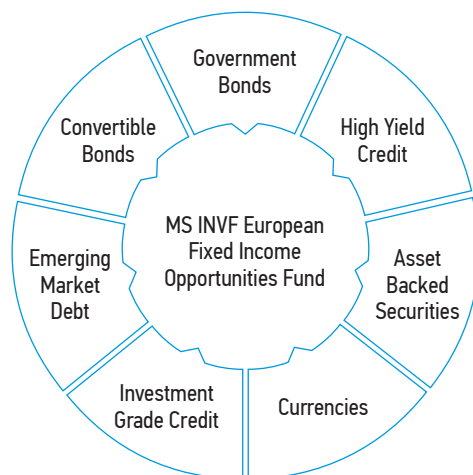 Government
Bonds
High Yield
Credit
Asset
Backed
Securities
Currencies
Investment
Grade Credit
Emerging
Market
Debt
Convertible
Bonds
MS INVF European
Fixed Income
Opportunities Fund